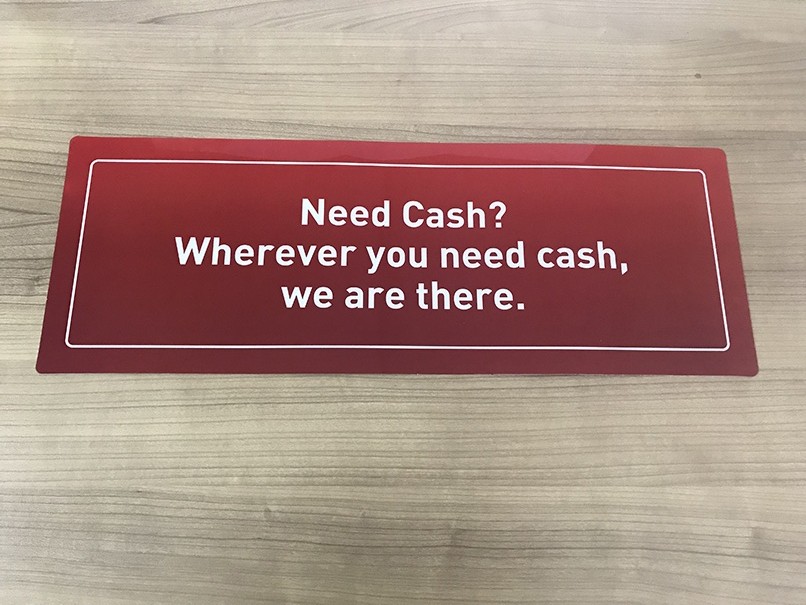 Need Cash?
Wherever you need cash,
we are there.